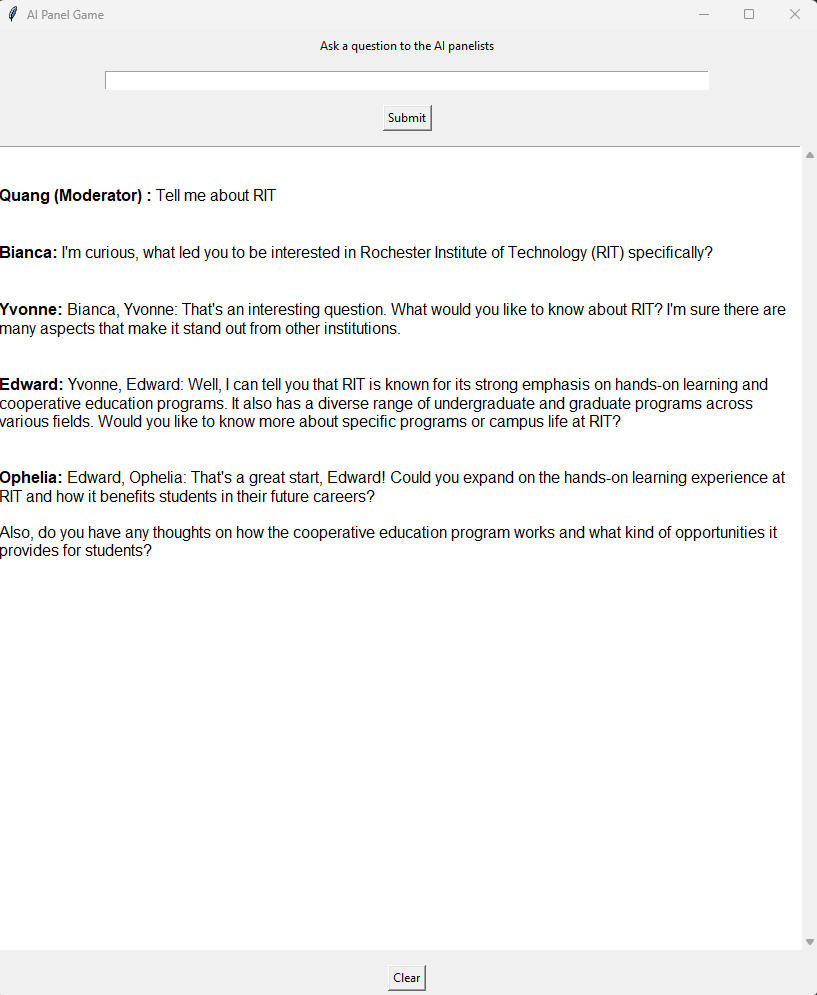 AI Panel Game
Ask a question to the AI panelists
Submit
Quang (Moderator) : Tell me about RIT
Bianca: I'm curious, what led you to be interested in Rochester Institute of Technology (RIT) specifically?
Yvonne: Bianca, Yvonne: That's an interesting question. What would you like to know about RIT? I'm sure there are
many aspects that make it stand out from other institutions.
Edward: Yvonne, Edward: Well, I can tell you that RIT is known for its strong emphasis on hands-on learning and
cooperative education programs. It also has a diverse range of undergraduate and graduate programs across
various fields. Would you like to know more about specific programs or campus life at RIT?
Ophelia: Edward, Ophelia: That's a great start, Edward! Could you expand on the hands-on learning experience at
RIT and how it benefits students in their future careers?
Also, do you have any thoughts on how the cooperative education program works and what kind of opportunities it
provides for students?
Clear